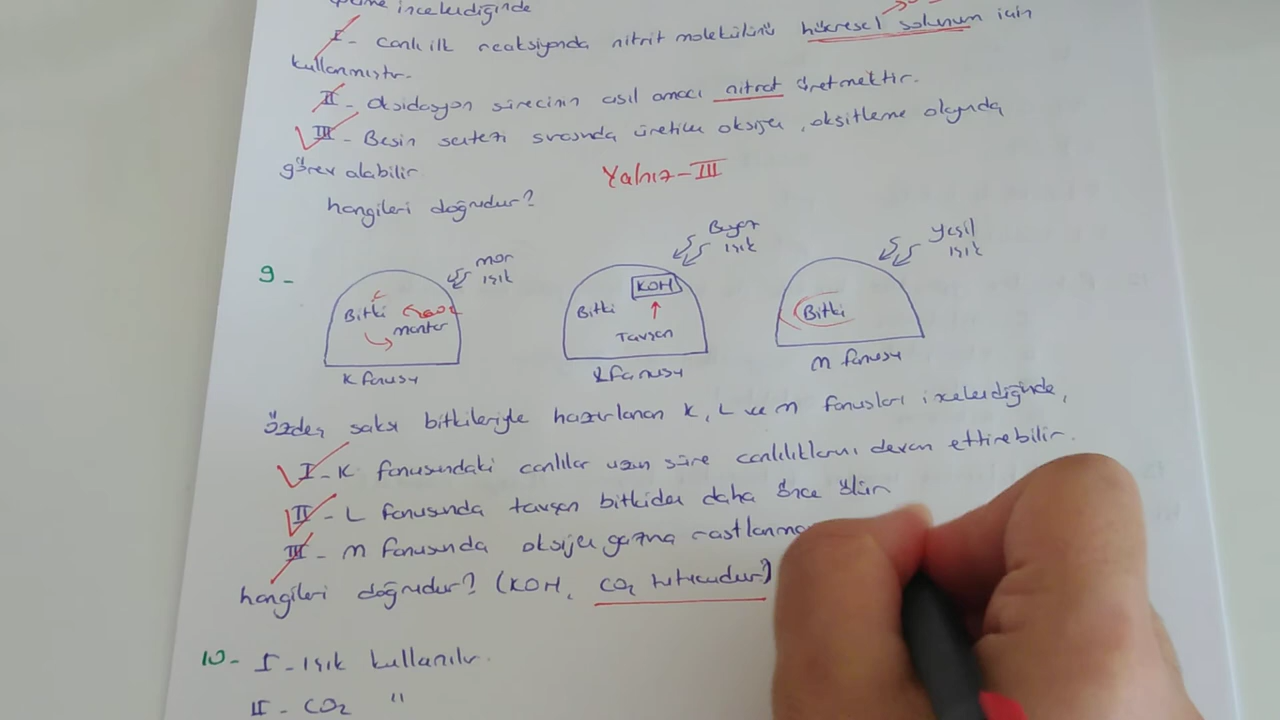 incelendiğinde
I- Canlı ilk reaksiyonda nitrit molekülünü hücresel solunum için
kullanmıştır.
II- Oksidasyon sürecinin asıl amacı nitrat üretmektir.
III- Besin sentezi sırasında üretilen oksijen, oksitleme olayında
görev alabilir
Yalnız-III
hangileri doğrudur?
9-
mor
ışık
Bitki
mantar
K fanusu
Beyaz
ışık
KOH
Bitki
Tavşan
L fanusu
Yeşil
ışık
Bitki
M fanusu
Özdeş saksı bitkileriyle hazırlanan K, L ve M fanusları incelendiğinde,
I- K fanusundaki canlılar uzun süre canlılıklarını devam ettirebilir.
II- L fanusunda tavşan bitkiden daha önce ölür
III- M fanusunda oksijen gazına
hangileri doğrudur? (KOH, CO2 tutucudur)
10- I- Işık kullanılır.
II- CO2 "